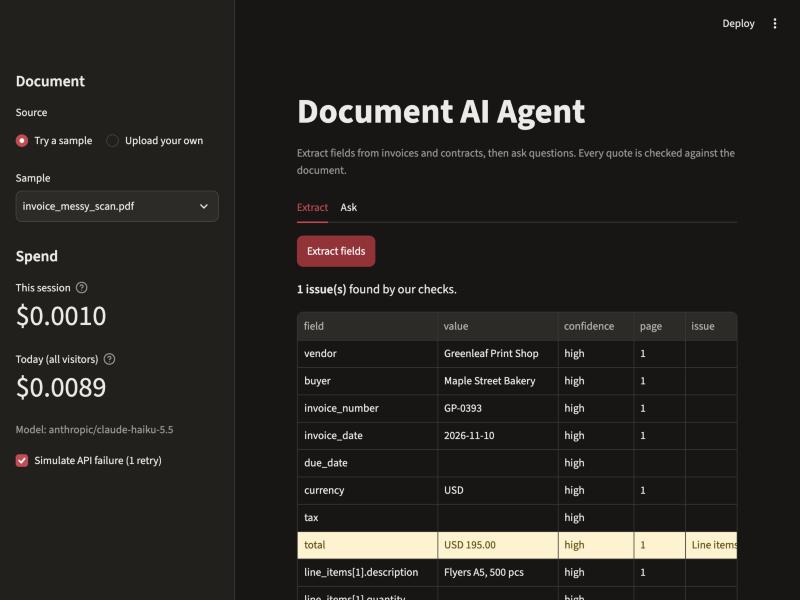 Deploy
Document
Source
Try a sample
Upload your own
Sample
invoice_messy_scan.pdf
Spend
This session
$0.0010
Today (all visitors)
$0.0089
Model: anthropic/claude-haiku-5.5
Simulate API failure (1 retry)
Document AI Agent
Extract fields from invoices and contracts, then ask questions. Every quote is checked against the
document.
Extract Ask
Extract fields
1 issue(s) found by our checks.
field value confidence page issue
vendor Greenleaf Print Shop high 1
buyer Maple Street Bakery high 1
invoice_number GP-0393 high 1
invoice_date 2026-11-10 high 1
due_date high
currency USD high 1
tax high
total USD 195.00 high 1 Line items
line_items[1].description Flyers A5, 500 pcs high 1
line_items[1].quantity